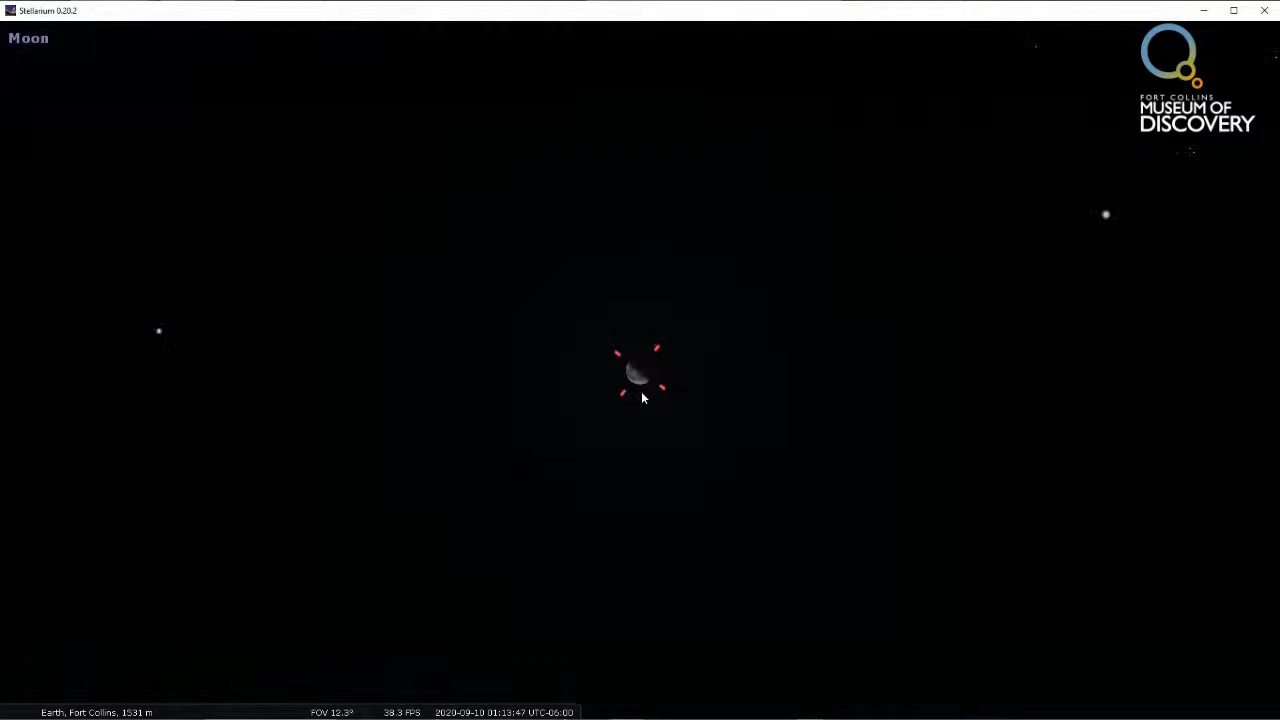 Stellarium 0.20.2
Moon
FORT COLLINS
MUSEUM OF
DISCOVERY
Earth, Fort Collins, 1531 m
FOV 12.3°
38.3 FPS
2020-09-10 01:13:47 UTC-06:00